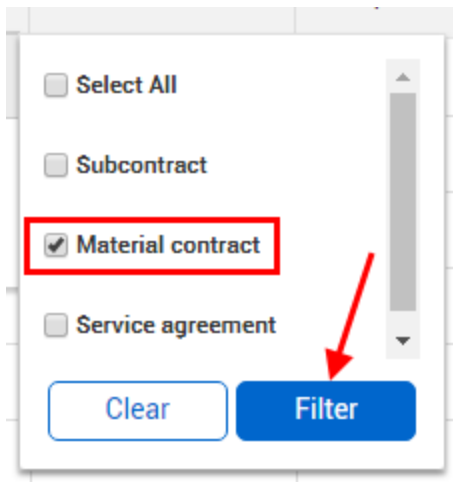 Select All
Subcontract
Material contract
Service agreement
Clear Filter